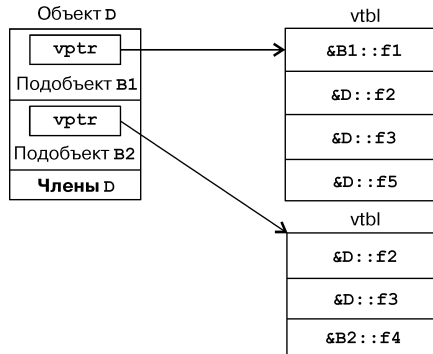 Объект D
vptr
Подобъект B1
vptr
Подобъект B2
Члены D
vtbl
&B1::f1
&D::f2
&D::f3
&D::f5
vtbl
&D::f2
&D::f3
&B2::f4